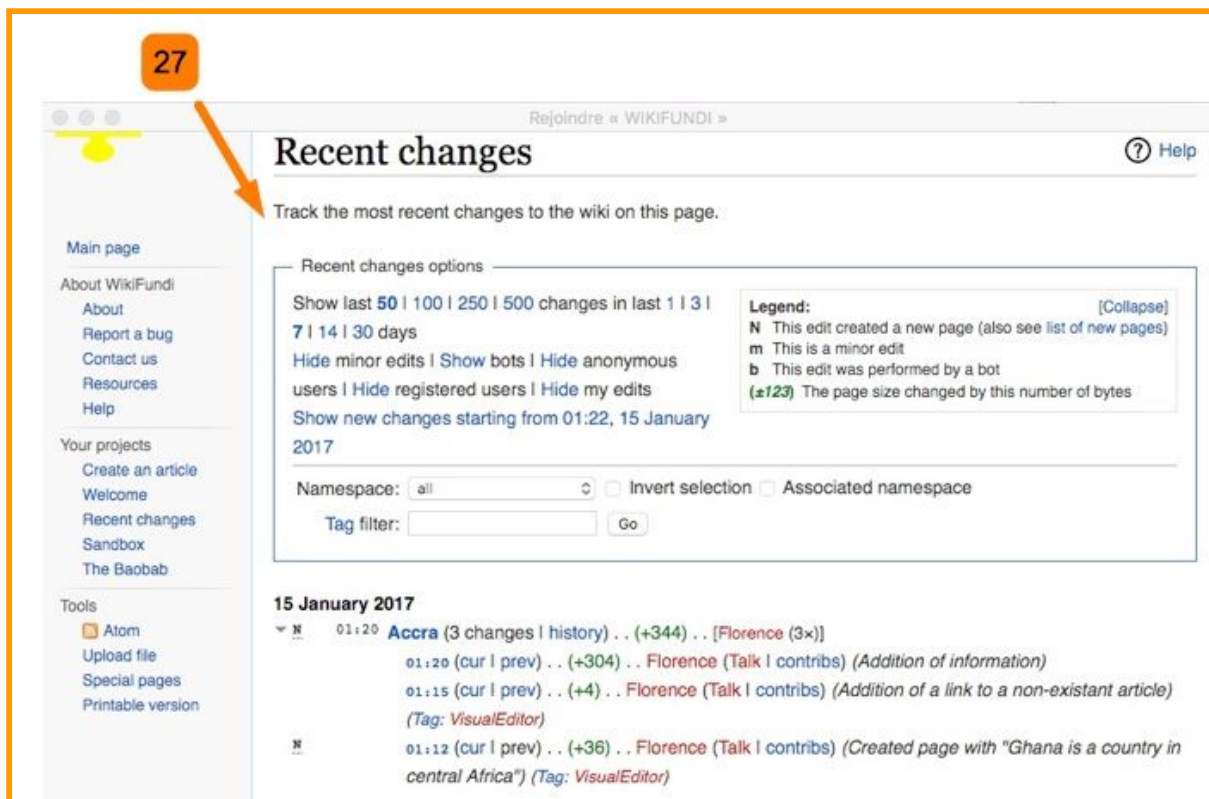 27
Rejoindre « WIKIFUNDI »
Recent changes
Help
Track the most recent changes to the wiki on this page.
Main page
About WikiFundi
About
Report a bug
Contact us
Resources
Help
Your projects
Create an article
Welcome
Recent changes
Sandbox
The Baobab
Tools
Atom
Upload file
Special pages
Printable version
Recent changes options
Show last 50 | 100 | 250 | 500 changes in last 1 | 3 |
7 | 14 | 30 days
Hide minor edits | Show bots | Hide anonymous
users | Hide registered users | Hide my edits
Show new changes starting from 01:22, 15 January
2017
Legend: [Collapse]
N This edit created a new page (also see list of new pages)
m This is a minor edit
b This edit was performed by a bot
(±123) The page size changed by this number of bytes
Namespace: all Invert selection Associated namespace
Tag filter: Go
15 January 2017
N 01:20 Accra (3 changes | history) . . (+344) . . [Florence (3×)]
01:20 (cur | prev) . . (+304) . . Florence (Talk | contribs) (Addition of information)
01:15 (cur | prev) . . (+4) . . Florence (Talk | contribs) (Addition of a link to a non-existant article)
(Tag: VisualEditor)
N 01:12 (cur | prev) . . (+36) . . Florence (Talk | contribs) (Created page with "Ghana is a country in
central Africa") (Tag: VisualEditor)